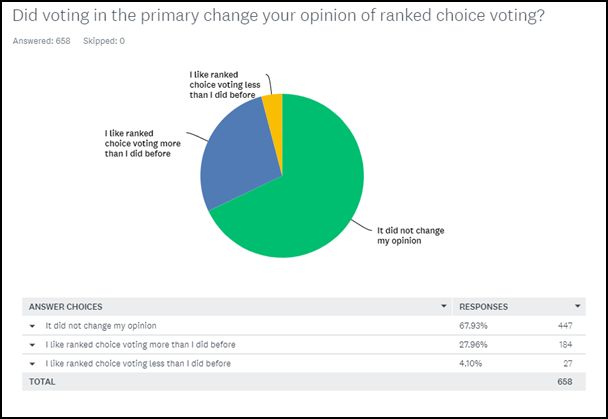 Did voting in the primary change your opinion of ranked choice voting?
Answered: 658 Skipped: 0
I like ranked
choice voting less
than I did before
I like ranked
choice voting more
than I did before
It did not change
my opinion
ANSWER CHOICES RESPONSES
It did not change my opinion 67.93% 447
I like ranked choice voting more than I did before 27.96% 184
I like ranked choice voting less than I did before 4.10% 27
TOTAL 658